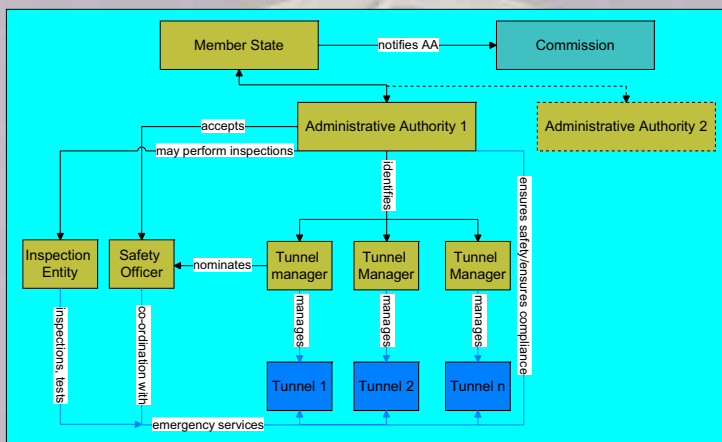 Member State
notifies AA
Commission
accepts
Administrative Authority 1
Administrative Authority 2
may perform inspections
identifies
ensures safety/ensures compliance
Inspection
Entity
Safety
Officer
nominates
Tunnel
manager
Tunnel
Manager
Tunnel
Manager
inspections, tests
co-ordination with
manages
manages
manages
Tunnel 1
Tunnel 2
Tunnel n
emergency services